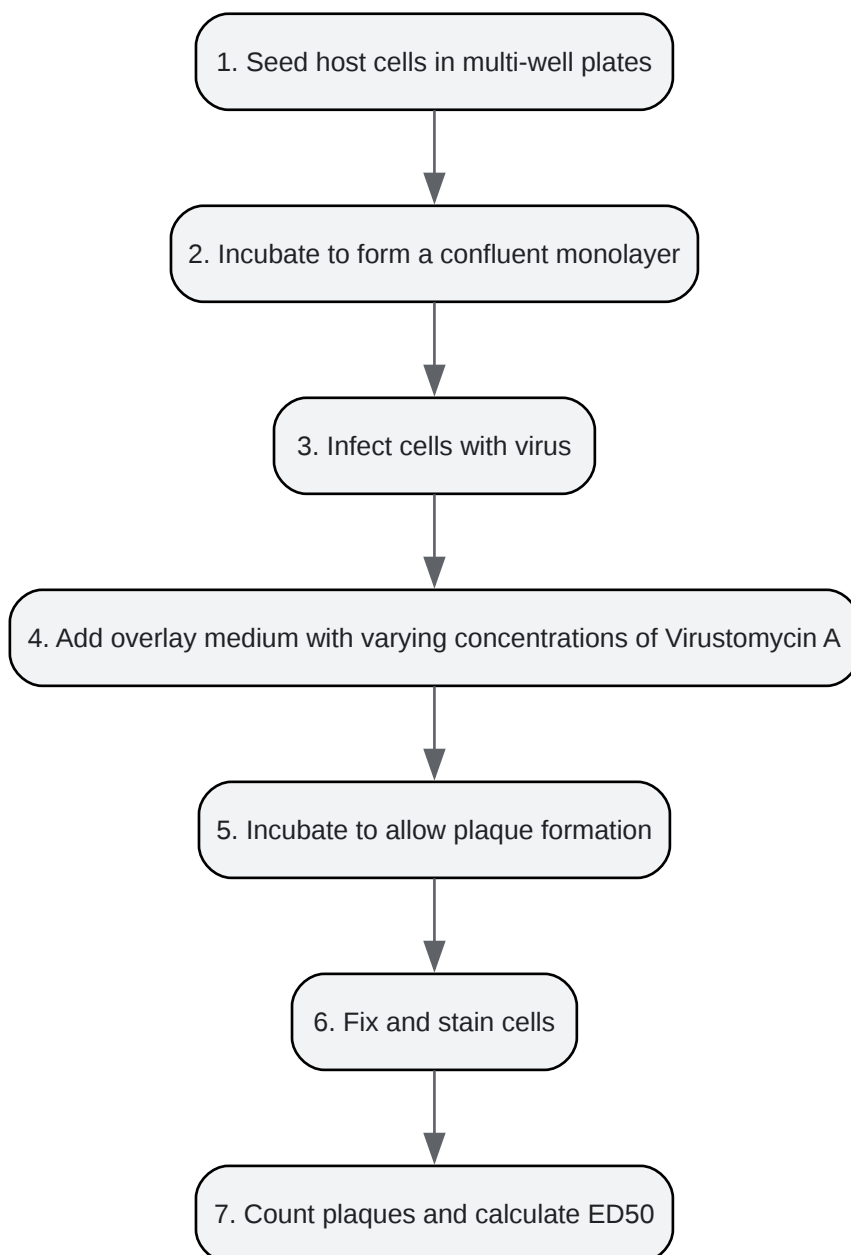 1. Seed host cells in multi-well plates
2. Incubate to form a confluent monolayer
3. Infect cells with virus
4. Add overlay medium with varying concentrations of Virustomycin A
5. Incubate to allow plaque formation
6. Fix and stain cells
7. Count plaques and calculate ED50